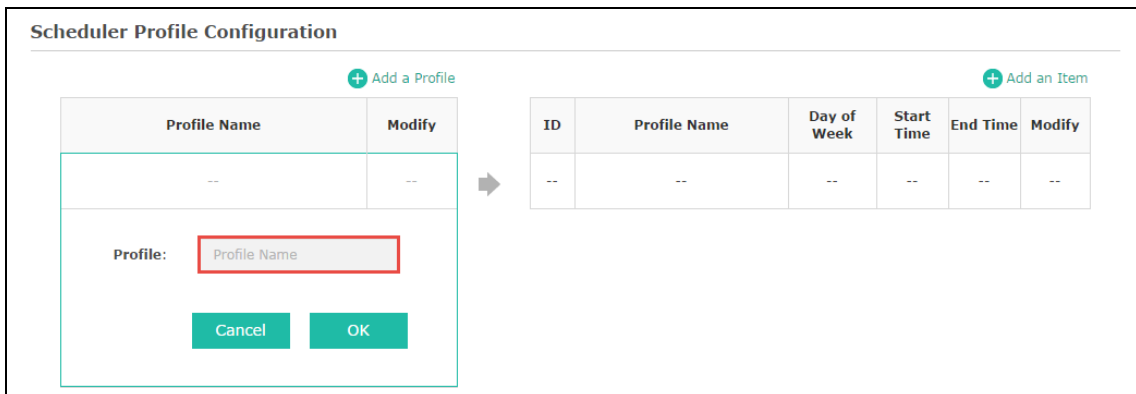 Scheduler Profile Configuration
Add a Profile
Add an Item
Profile Name Modify
ID Profile Name Day of Week Start Time End Time Modify
-- --
-- -- -- -- -- --
Profile: Profile Name
Cancel OK